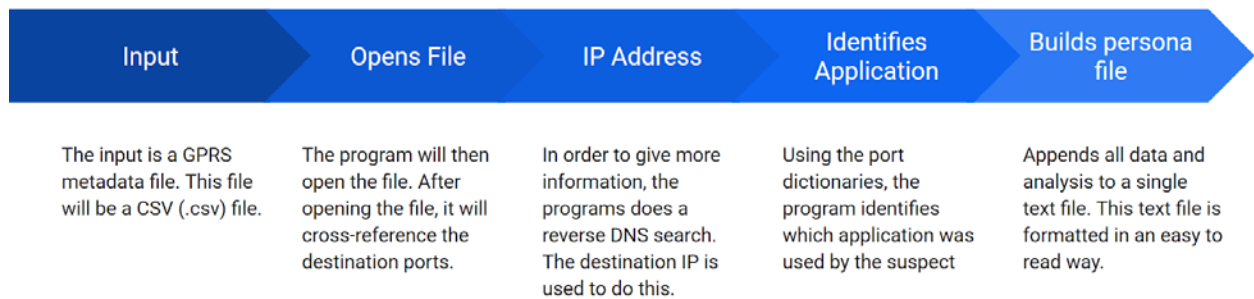 Input
Opens File
IP Address
Identifies
Application
Builds persona
file
The input is a GPRS
metadata file. This file
will be a CSV (.csv) file.
The program will then
open the file. After
opening the file, it will
cross-reference the
destination ports.
In order to give more
information, the
programs does a
reverse DNS search.
The destination IP is
used to do this.
Using the port
dictionaries, the
program identifies
which application was
used by the suspect
Appends all data and
analysis to a single
text file. This text file is
formatted in an easy to
read way.